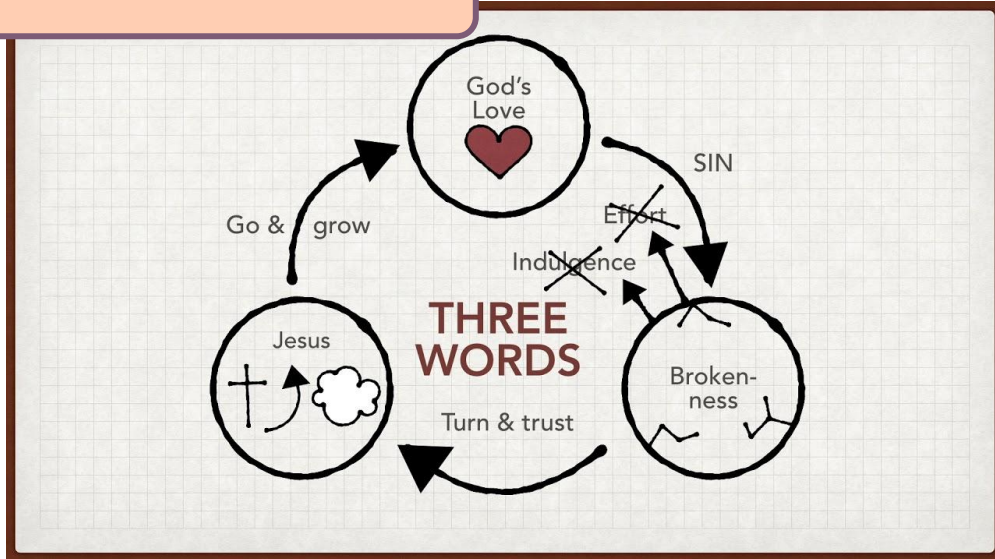 God's
Love
SIN
Effort
Indulgence
Go & grow
THREE
WORDS
Jesus
Broken-
ness
Turn & trust